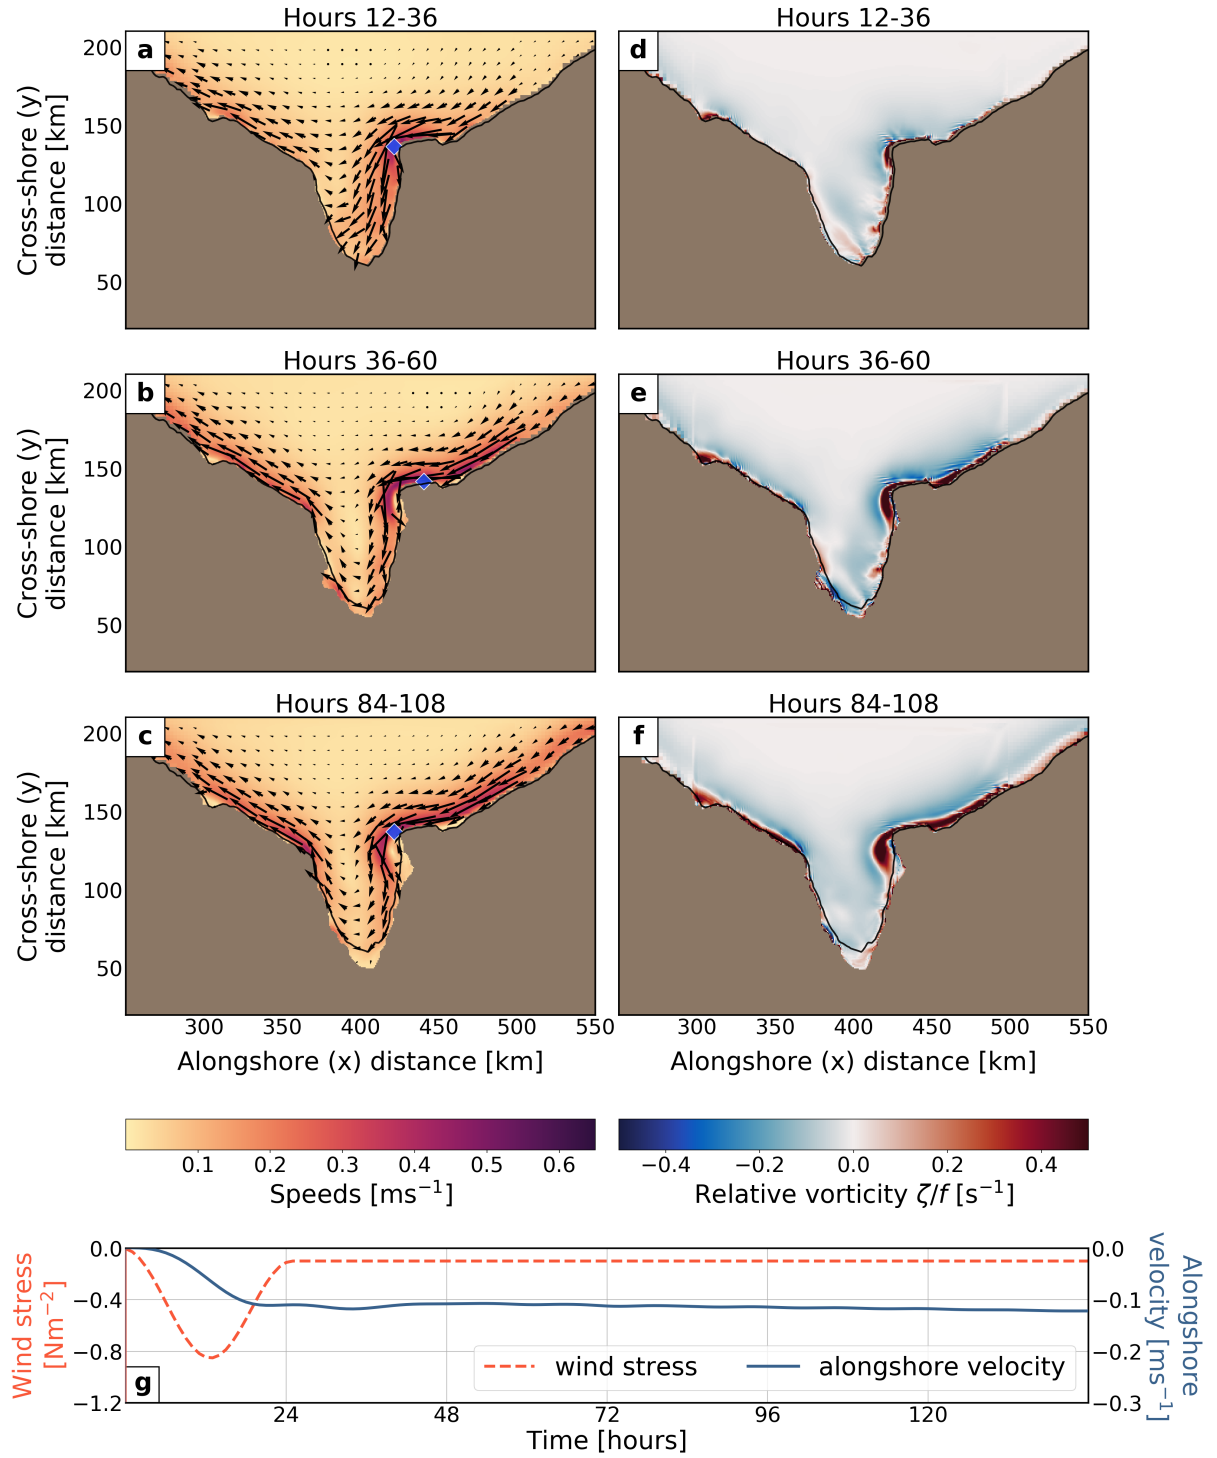 Hours 12-36
Hours 12-36
a
d
200
150
100
50
Cross-shore (y)
distance [km]
Hours 36-60
Hours 36-60
b
e
200
150
100
50
Cross-shore (y)
distance [km]
Hours 84-108
Hours 84-108
c
f
200
150
100
50
Cross-shore (y)
distance [km]
300 350 400 450 500 550
300 350 400 450 500 550
Alongshore (x) distance [km]
Alongshore (x) distance [km]
0.1 0.2 0.3 0.4 0.5 0.6
−0.4 −0.2 0.0 0.2 0.4
Speeds [ms⁻¹]
Relative vorticity ζ/f [s⁻¹]
0.0
−0.4
−0.8
−1.2
Wind stress
[Nm⁻²]
0.0
−0.1
−0.2
−0.3
Alongshore
velocity [ms⁻¹]
wind stress
alongshore velocity
g
24 48 72 96 120
Time [hours]